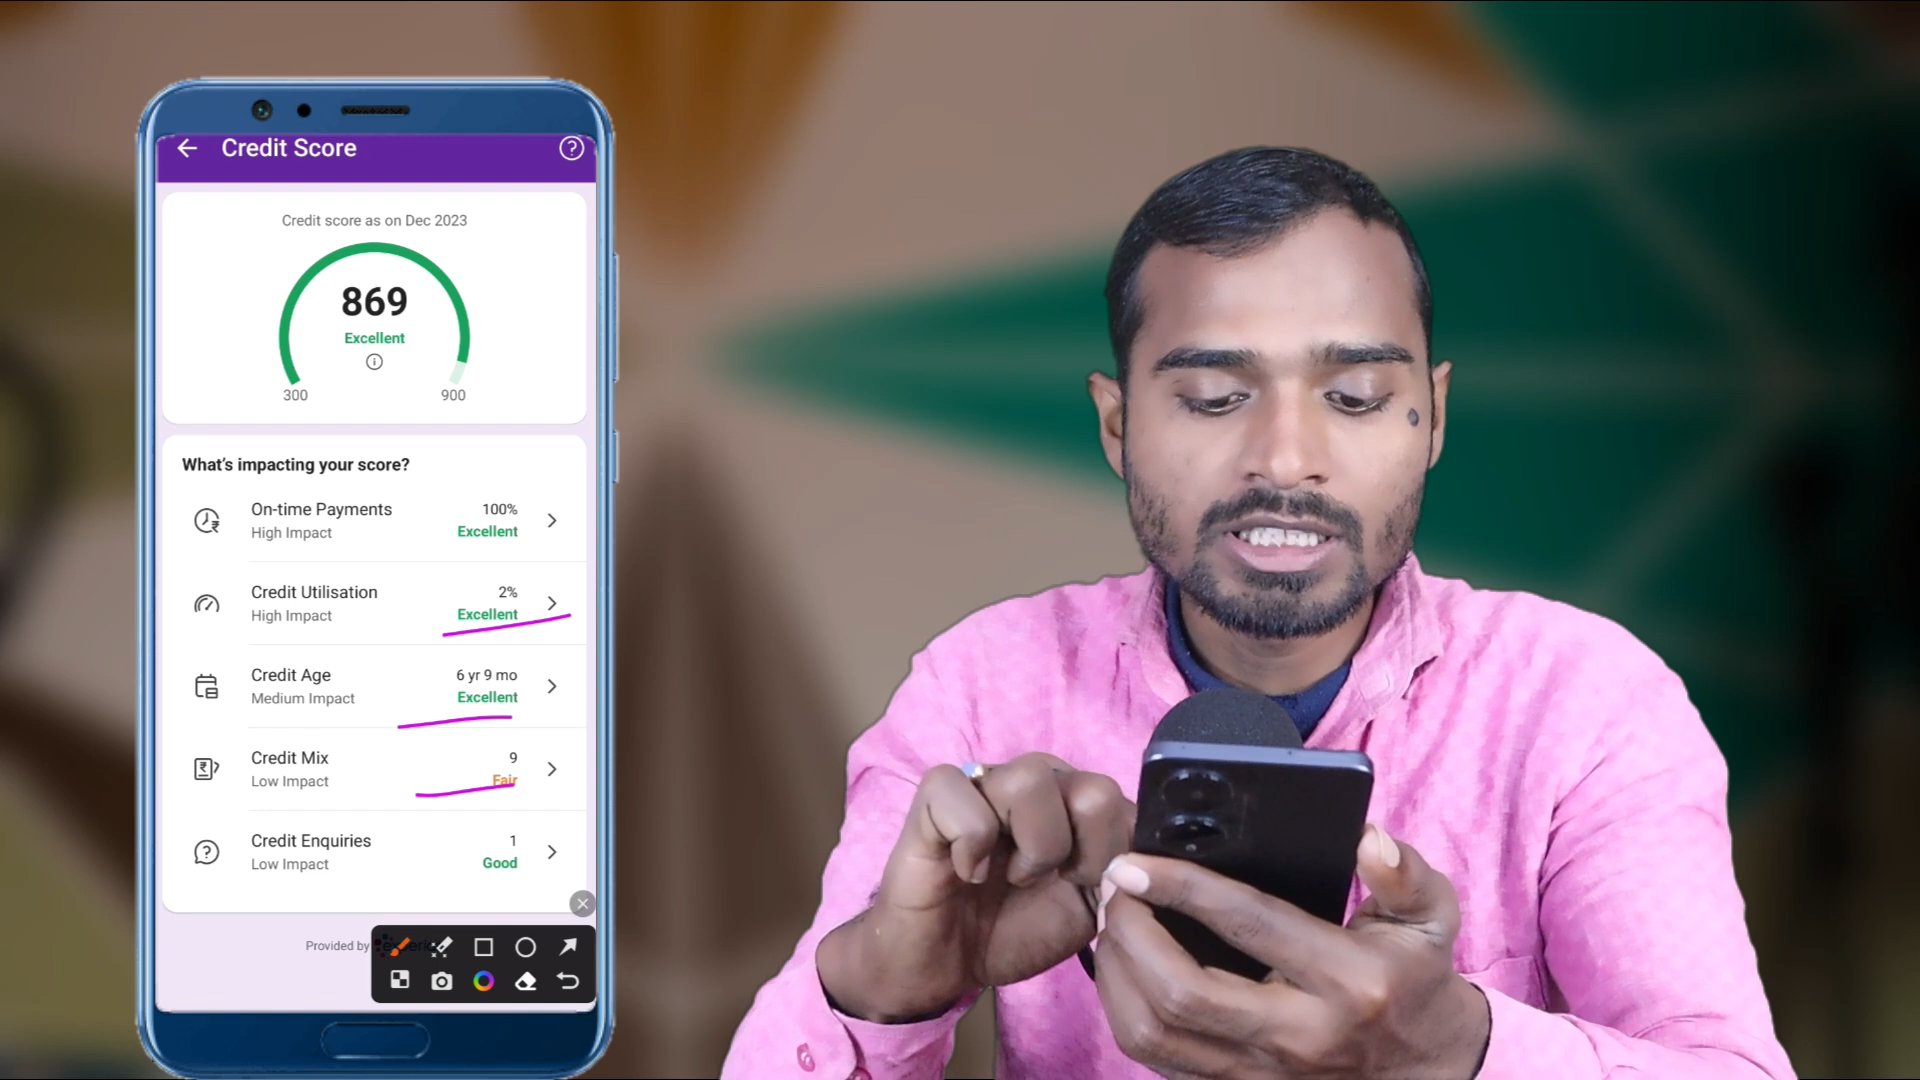 Credit Score
Credit score as on Dec 2023
869
Excellent
300
900
What's impacting your score?
On-time Payments
100%
High Impact
Excellent
Credit Utilisation
2%
High Impact
Excellent
Credit Age
6 yr 9 mo
Medium Impact
Excellent
Credit Mix
9
Low Impact
Fair
Credit Enquiries
1
Low Impact
Good
Provided by